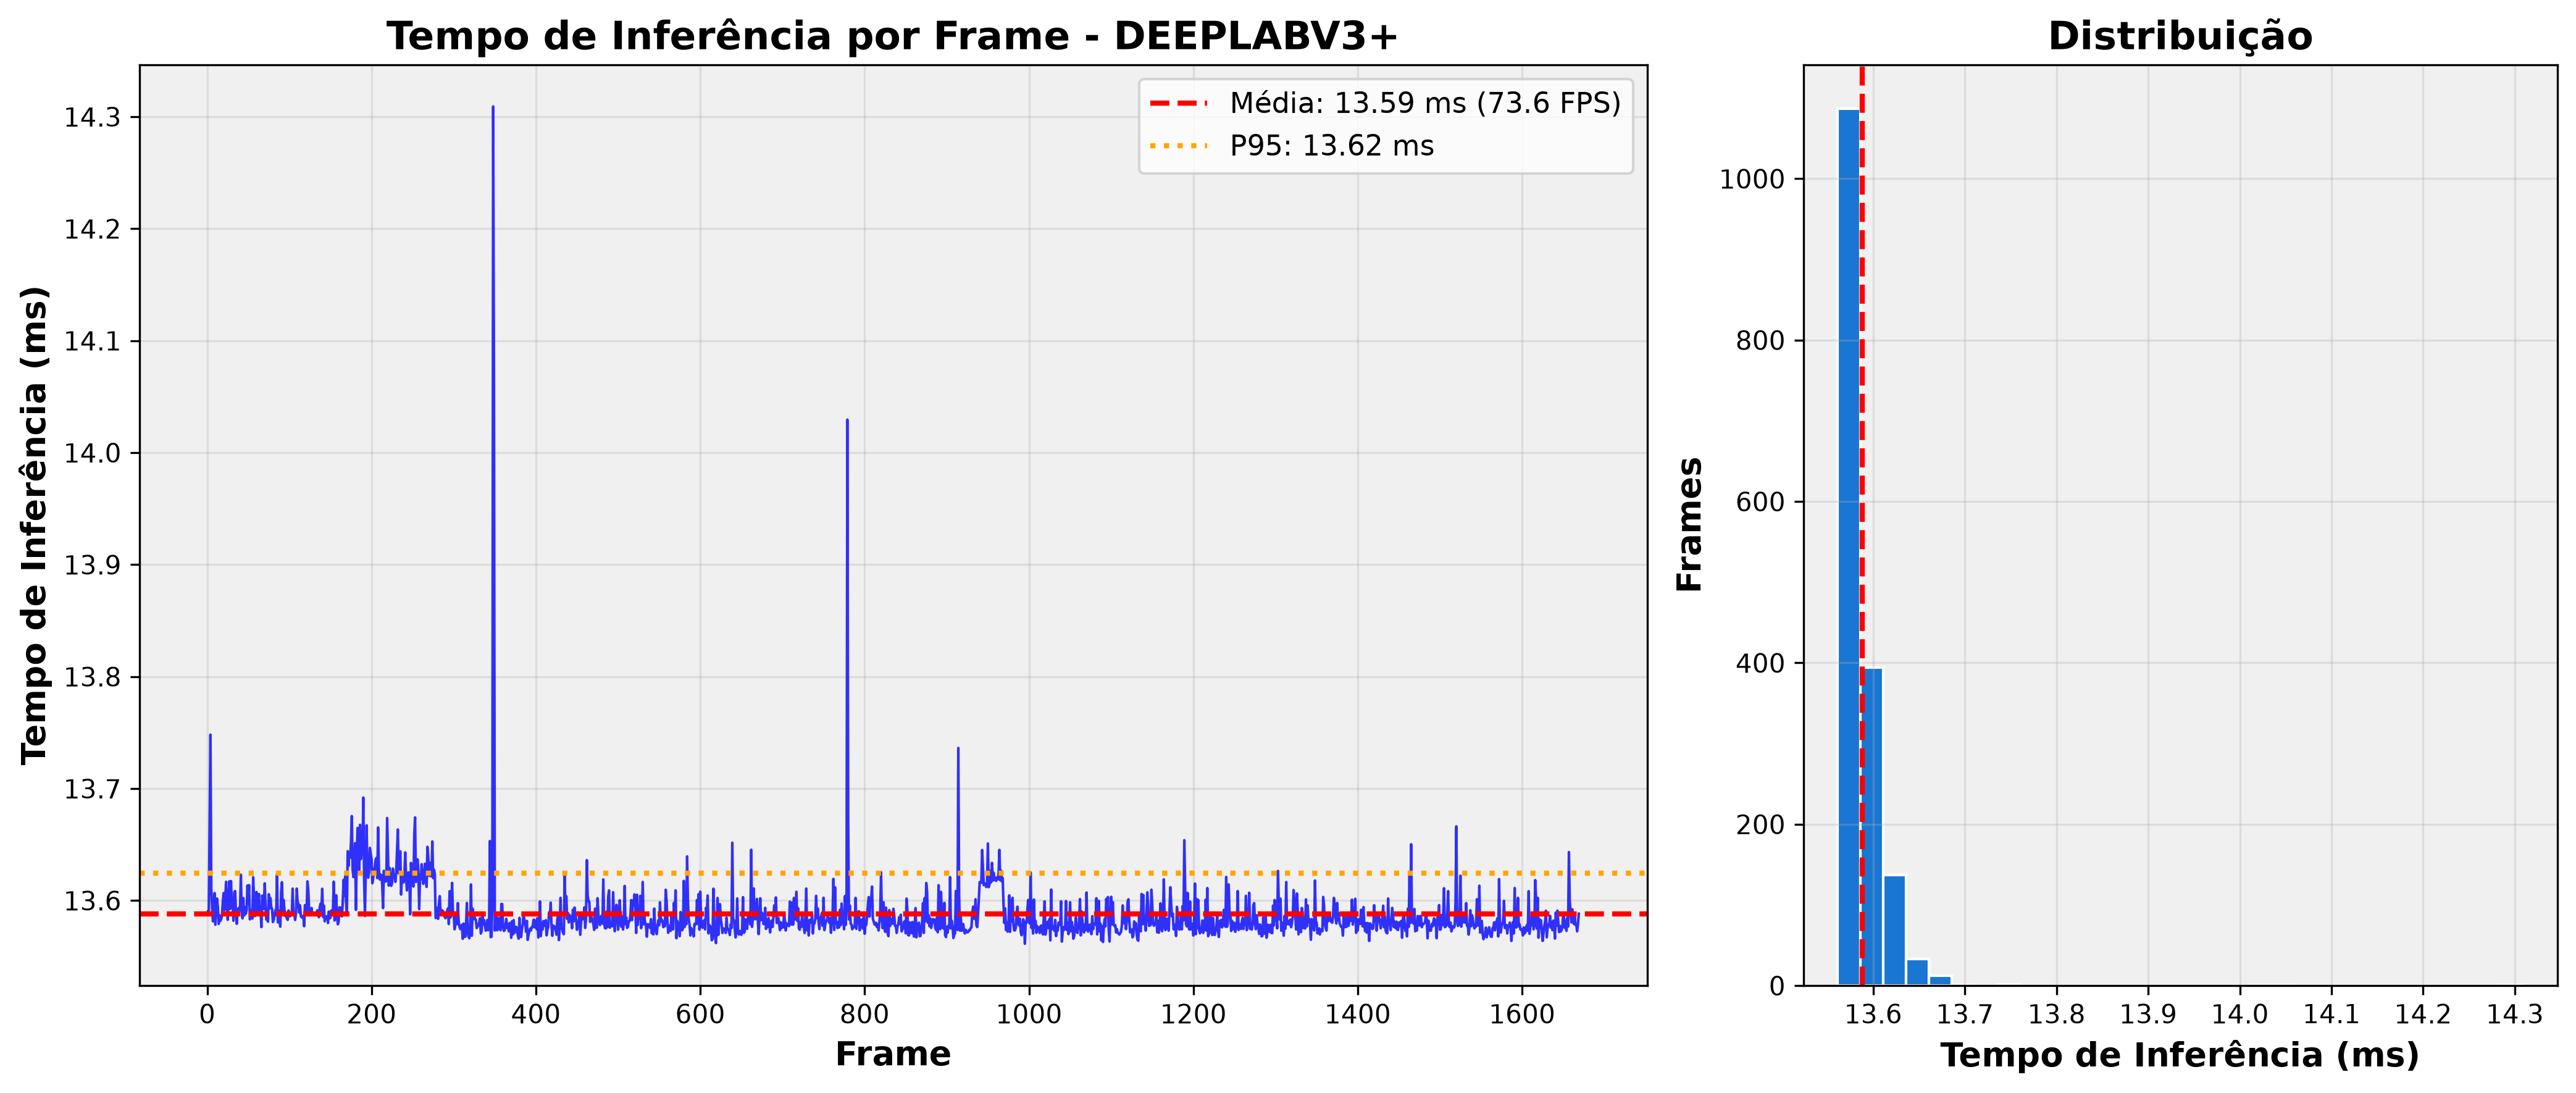 Tempo de Inferência por Frame - DEEPLABV3+
Média: 13.59 ms (73.6 FPS)
P95: 13.62 ms
Tempo de Inferência (ms)
14.3
14.2
14.1
14.0
13.9
13.8
13.7
13.6
0 200 400 600 800 1000 1200 1400 1600
Frame
Distribuição
Frames
1000
800
600
400
200
0
13.6 13.7 13.8 13.9 14.0 14.1 14.2 14.3
Tempo de Inferência (ms)